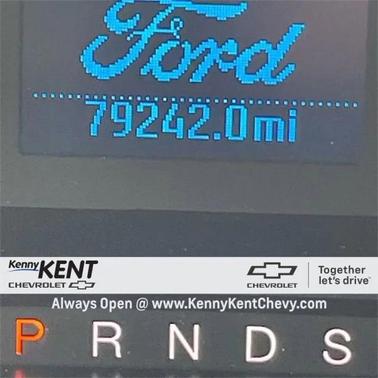 Ford
79242.0mi
Kenny
KENT
CHEVROLET
CHEVROLET
Together
let's drive
Always Open @ www.KennyKentChevy.com
P R N D S